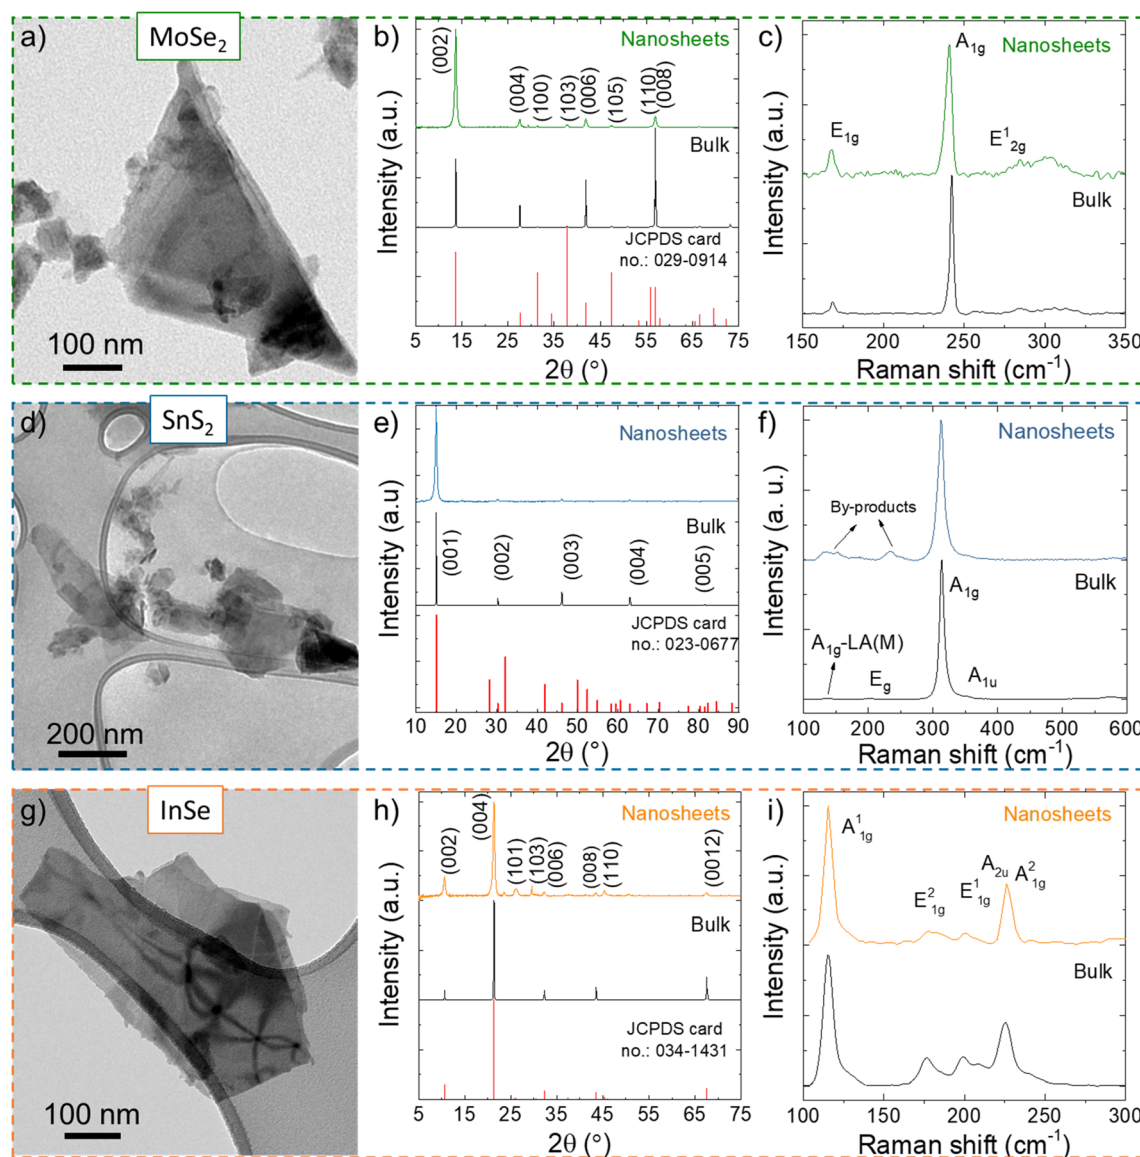 a)
MoSe₂
100 nm
b)
Nanosheets
(002)
(004)
(100)
(103)
(006)
(105)
(110)
(008)
Bulk
JCPDS card
no.: 029-0914
Intensity (a.u.)
5 15 25 35 45 55 65 75
2θ (°)
c)
A₁g
Nanosheets
E₁g
E¹₂g
Bulk
Intensity (a.u.)
150 200 250 300 350
Raman shift (cm⁻¹)
d)
SnS₂
200 nm
e)
Nanosheets
Bulk
(001)
(002)
(003)
(004)
(005)
JCPDS card
no.: 023-0677
Intensity (a.u)
10 20 30 40 50 60 70 80 90
2θ (°)
f)
Nanosheets
By-products
Bulk
A₁g
A₁g-LA(M)
E_g
A₁ᵤ
Intensity (a. u.)
100 200 300 400 500 600
Raman shift (cm⁻¹)
g)
InSe
100 nm
h)
Nanosheets
(002)
(004)
(101)
(103)
(006)
(008)
(110)
(0012)
Bulk
JCPDS card
no.: 034-1431
Intensity (a.u.)
5 15 25 35 45 55 65 75
2θ (°)
i)
Nanosheets
A¹₁g
E²₁g
E¹₁g
A₂ᵤ
A²₁g
Bulk
Intensity (a.u.)
100 150 200 250 300
Raman shift (cm⁻¹)